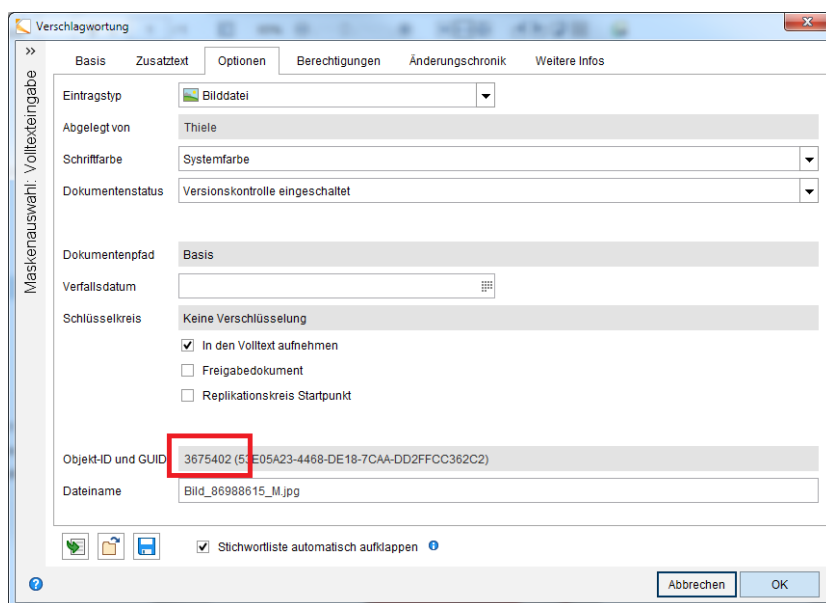 Verschlagwortung
»
Maskenauswahl: Volltexteingabe
Basis Zusatztext Optionen Berechtigungen Änderungschronik Weitere Infos
Eintragstyp Bilddatei
Abgelegt von Thiele
Schriftfarbe Systemfarbe
Dokumentenstatus Versionskontrolle eingeschaltet
Dokumentenpfad Basis
Verfallsdatum
Schlüsselkreis Keine Verschlüsselung
In den Volltext aufnehmen
Freigabedokument
Replikationskreis Startpunkt
Objekt-ID und GUID 3675402 (53E05A23-4468-DE18-7CAA-DD2FFCC362C2)
Dateiname Bild_86988615_M.jpg
Stichwortliste automatisch aufklappen
Abbrechen OK